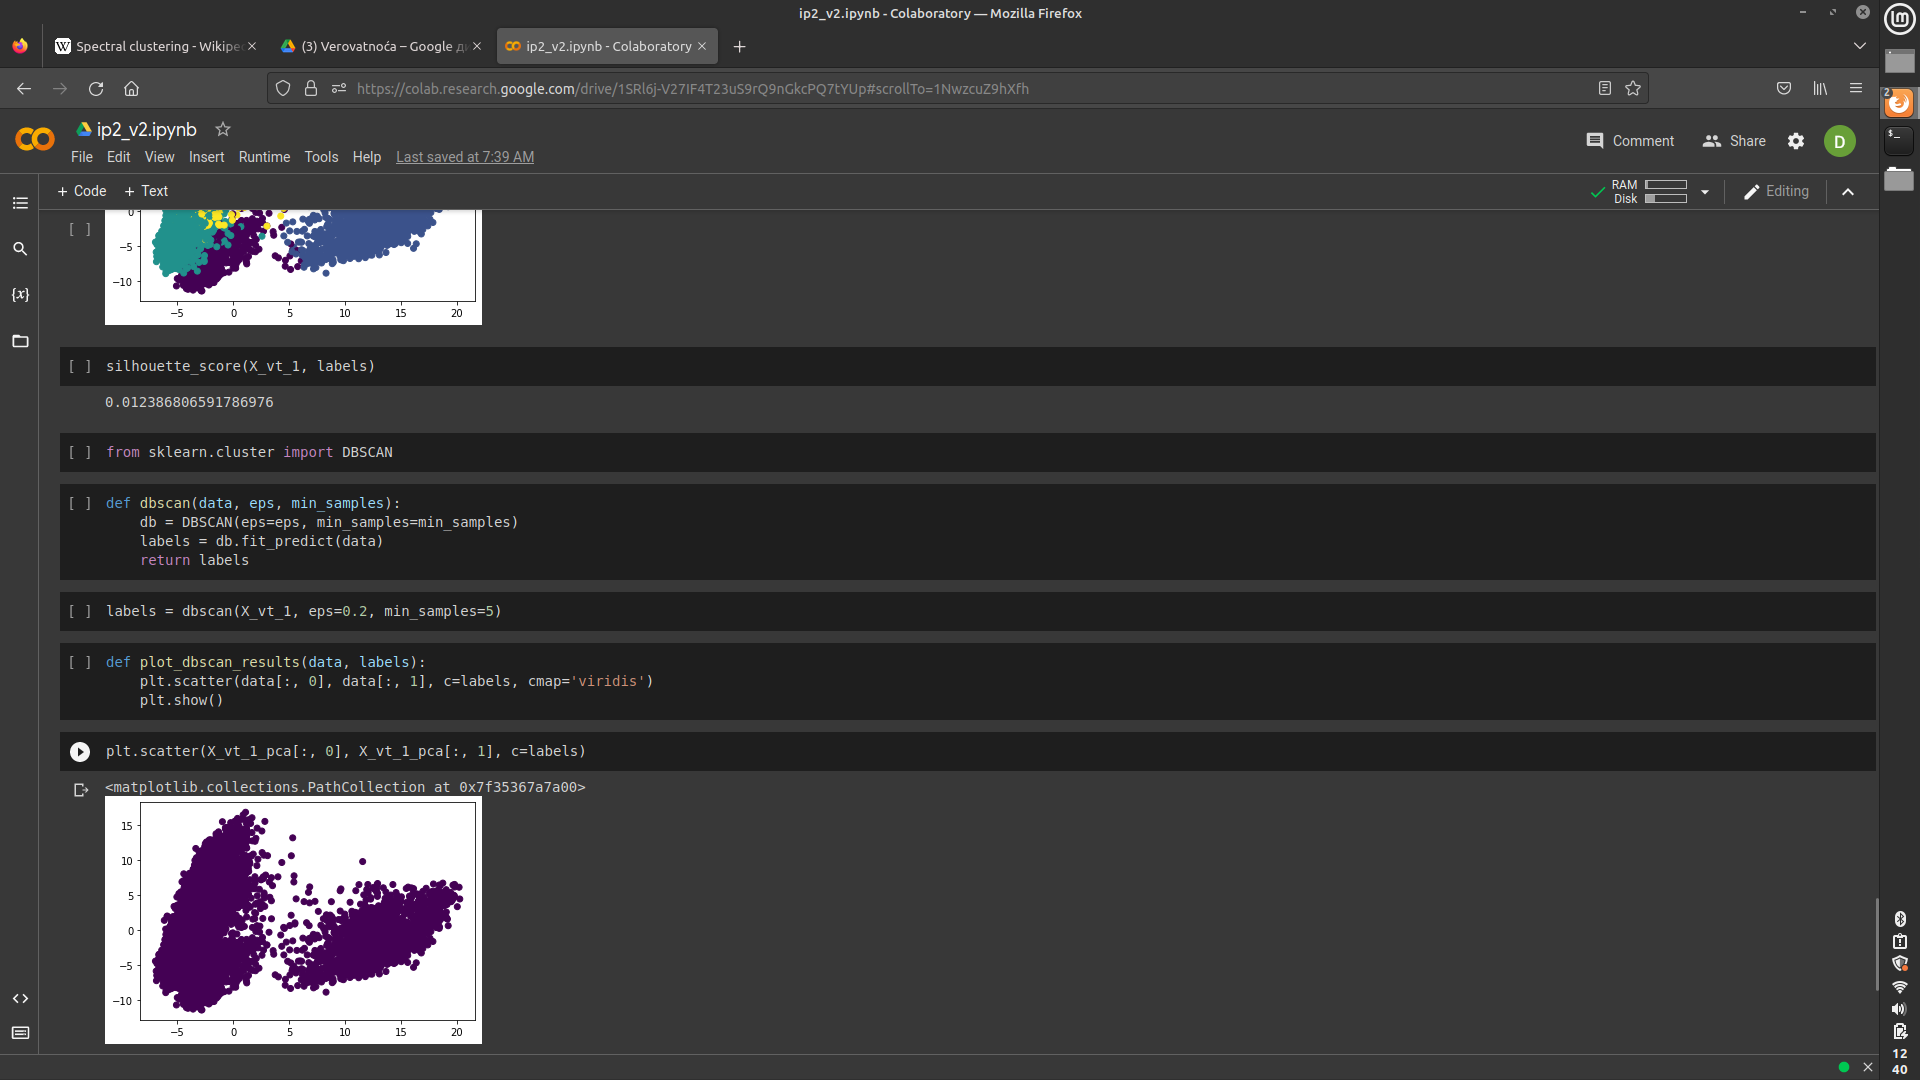 ip2_v2.ipynb - Colaboratory — Mozilla Firefox
Spectral clustering - Wikipe
(3) Verovatnoća – Google ди
ip2_v2.ipynb - Colaboratory
https://colab.research.google.com/drive/1SRl6j-V27IF4T23uS9rQ9nGkcPQ7tYUp#scrollTo=1NwzcuZ9hXfh
ip2_v2.ipynb
Comment
Share
D
File Edit View Insert Runtime Tools Help Last saved at 7:39 AM
+ Code + Text
RAM
Disk
Editing
[ ]
0
−5
−10
−5 0 5 10 15 20
[ ] silhouette_score(X_vt_1, labels)
0.012386806591786976
[ ] from sklearn.cluster import DBSCAN
[ ] def dbscan(data, eps, min_samples):
db = DBSCAN(eps=eps, min_samples=min_samples)
labels = db.fit_predict(data)
return labels
[ ] labels = dbscan(X_vt_1, eps=0.2, min_samples=5)
[ ] def plot_dbscan_results(data, labels):
plt.scatter(data[:, 0], data[:, 1], c=labels, cmap='viridis')
plt.show()
plt.scatter(X_vt_1_pca[:, 0], X_vt_1_pca[:, 1], c=labels)
<matplotlib.collections.PathCollection at 0x7f35367a7a00>
15
10
5
0
−5
−10
−5 0 5 10 15 20
{x}
2
12
40